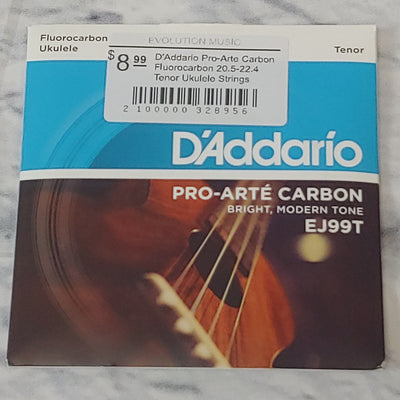 Fluorocarbon
Ukulele
Tenor
EVOLUTION MUSIC
$8.99
D'Addario Pro-Arte Carbon
Fluorocarbon 20.5-22.4
Tenor Ukulele Strings
2 100000 328956
D'Addario
PRO-ARTÉ CARBON
BRIGHT, MODERN TONE
EJ99T